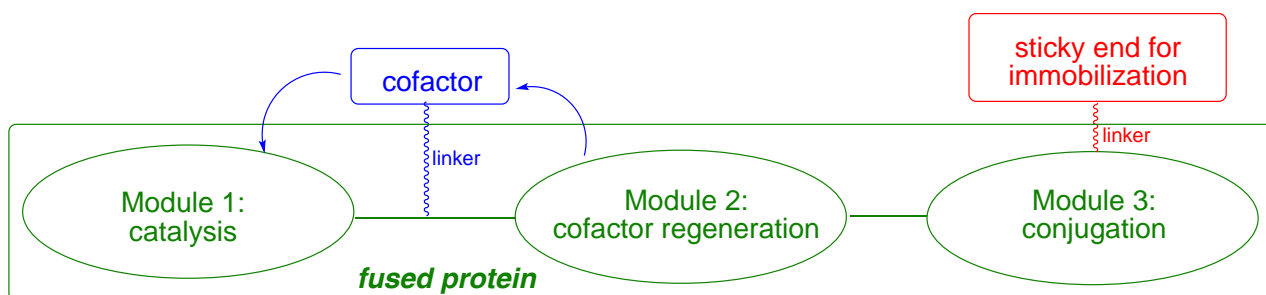 cofactor
sticky end for
immobilization
linker
linker
Module 1:
catalysis
Module 2:
cofactor regeneration
Module 3:
conjugation
fused protein